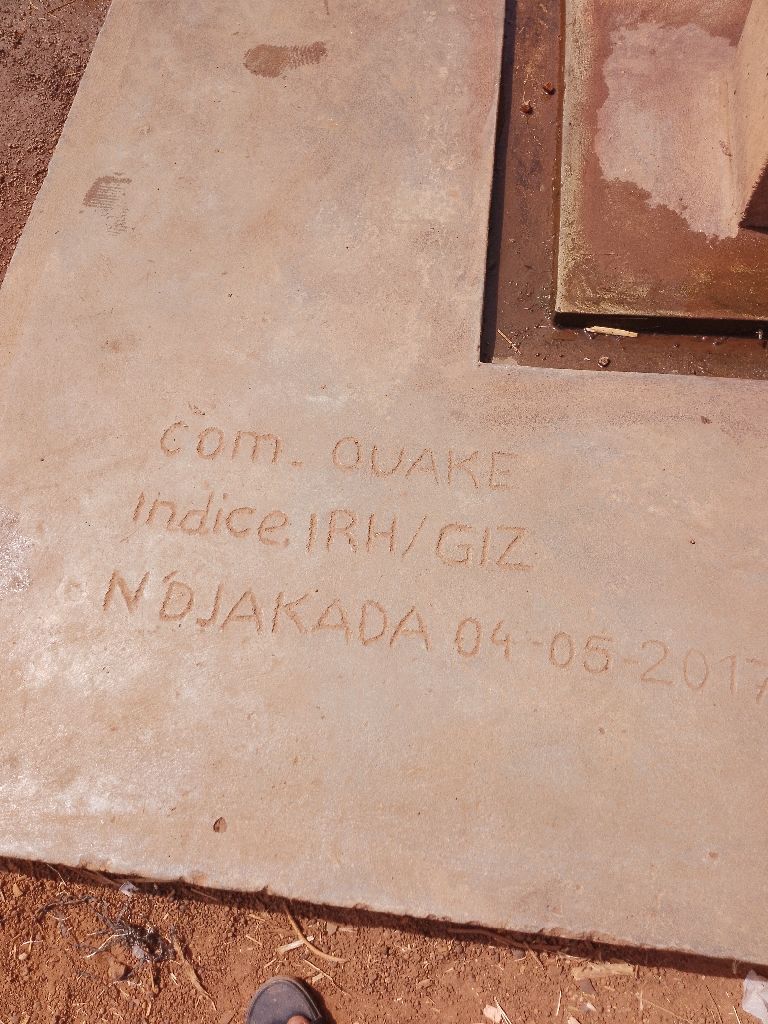 com. OUAKE
indice IRH/GIZ
N'DJAKADA 04-05-2017